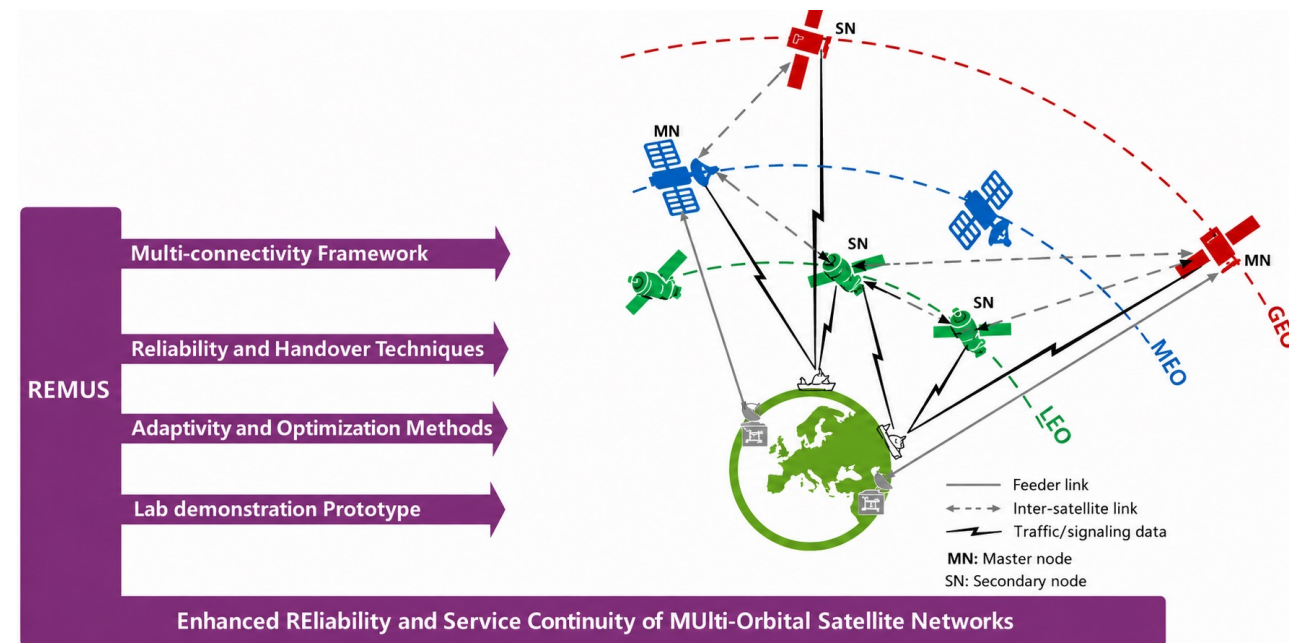 SN
MN
SN
MN
SN
GEO
MEO
LEO
REMUS
Multi-connectivity Framework
Reliability and Handover Techniques
Adaptivity and Optimization Methods
Lab demonstration Prototype
Feeder link
Inter-satellite link
Traffic/signaling data
MN: Master node
SN: Secondary node
Enhanced REliability and Service Continuity of MUlti-Orbital Satellite Networks